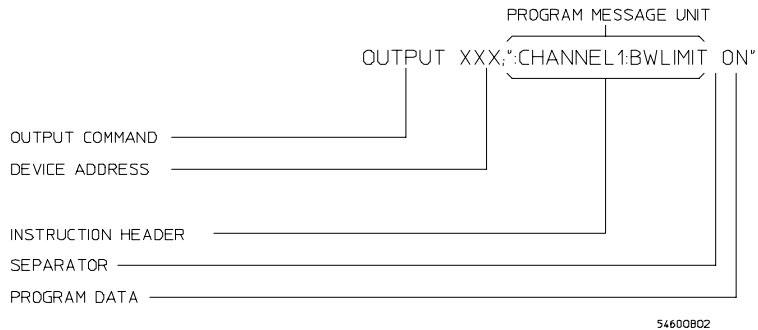 PROGRAM MESSAGE UNIT
OUTPUT XXX;":CHANNEL1:BWLIMIT ON"
OUTPUT COMMAND
DEVICE ADDRESS
INSTRUCTION HEADER
SEPARATOR
PROGRAM DATA
54600B02